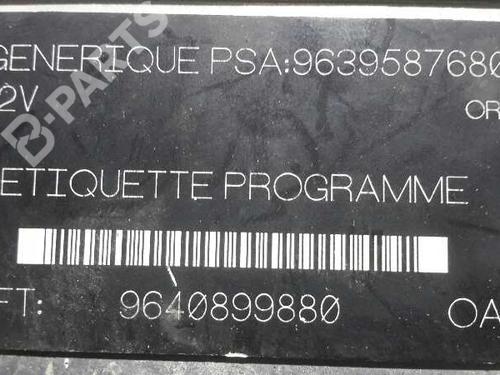 GENERIQUE PSA:9639587680
2V
OR
ETIQUETTE PROGRAMME
FT: 9640899880 OA
B-PARTS